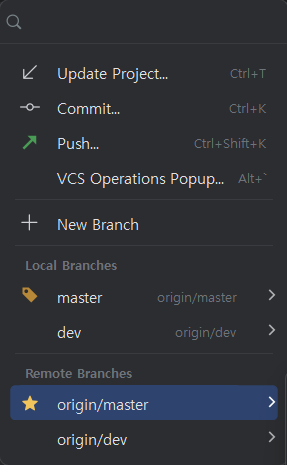 Update Project... Ctrl+T
Commit... Ctrl+K
Push... Ctrl+Shift+K
VCS Operations Popup... Alt+`
New Branch
Local Branches
master origin/master
dev origin/dev
Remote Branches
origin/master
origin/dev